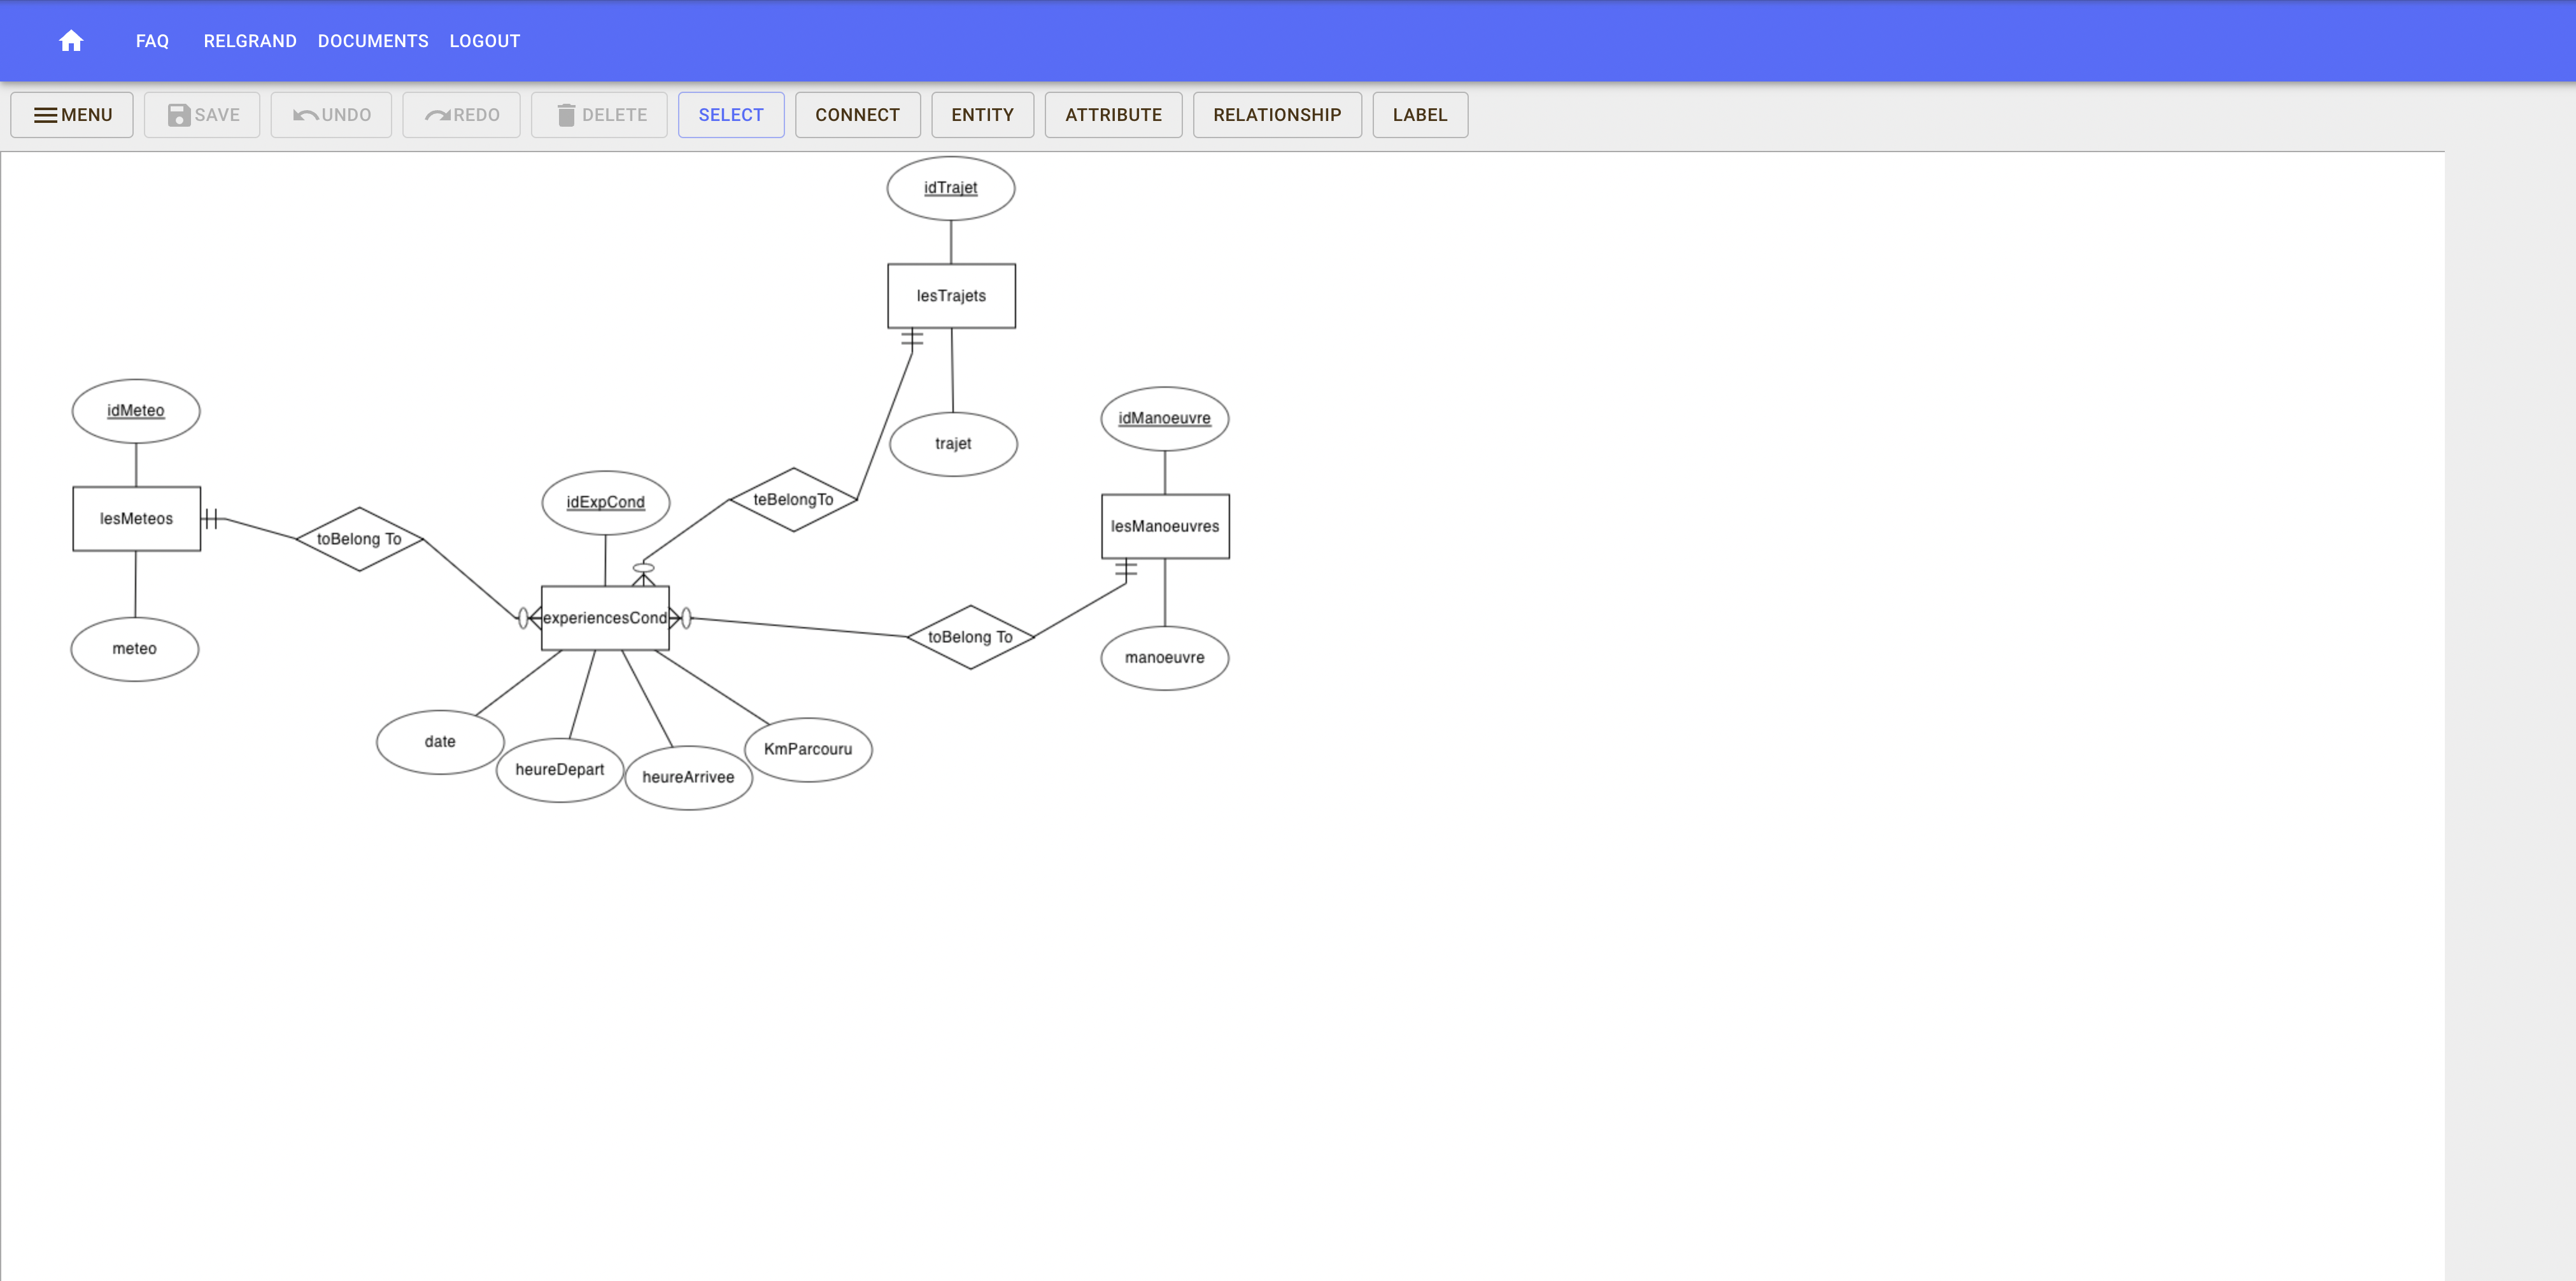 FAQ RELGRAND DOCUMENTS LOGOUT
MENU SAVE UNDO REDO DELETE SELECT CONNECT ENTITY ATTRIBUTE RELATIONSHIP LABEL
idTrajet
lesTrajets
trajet
idMeteo
lesMeteos
meteo
toBelong To
idExpCond
teBelongTo
experiencesCond
idManoeuvre
lesManoeuvres
toBelong To
manoeuvre
date
heureDepart
heureArrivee
KmParcouru